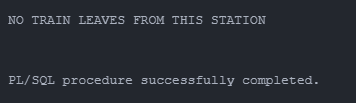 NO TRAIN LEAVES FROM THIS STATION
PL/SQL procedure successfully completed.